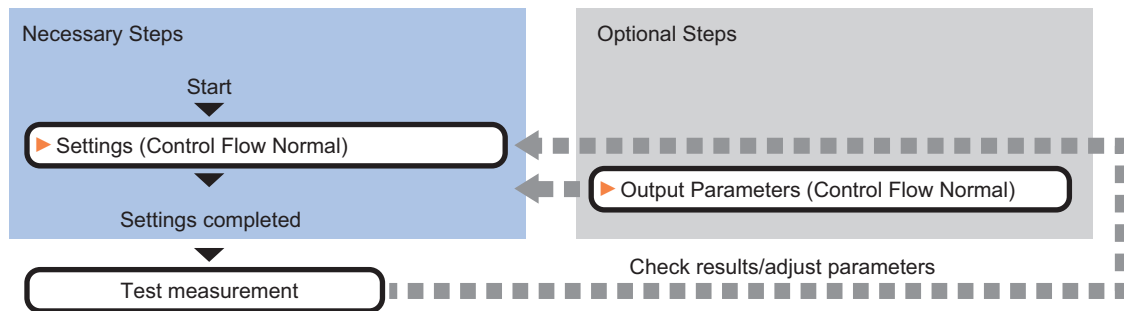 Necessary Steps
Optional Steps
Start
Settings (Control Flow Normal)
Output Parameters (Control Flow Normal)
Settings completed
Check results/adjust parameters
Test measurement